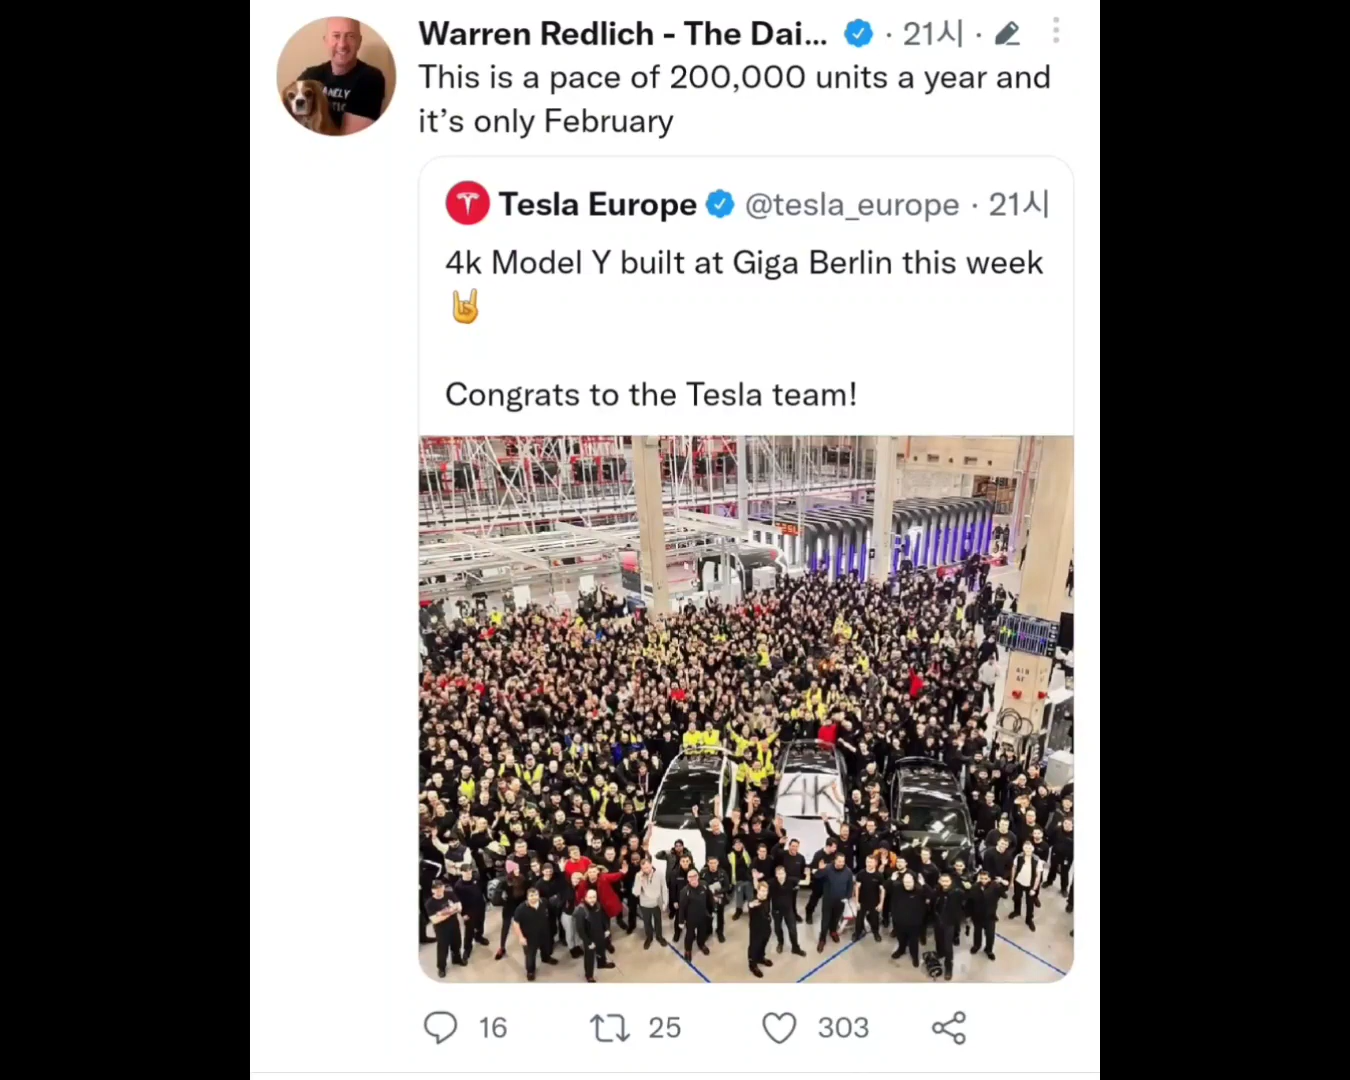 Warren Redlich - The Dai... · 21시 ·
This is a pace of 200,000 units a year and
it’s only February
Tesla Europe @tesla_europe · 21시
4k Model Y built at Giga Berlin this week
🤘
Congrats to the Tesla team!
4K
16 25 303